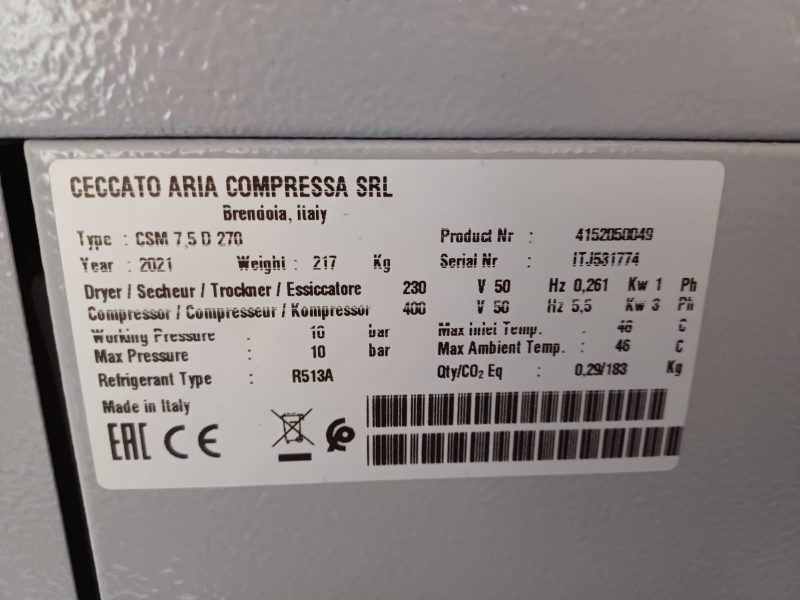 CECCATO ARIA COMPRESSA SRL
Brendola, Italy
Type : CSM 7,5 D 270 Product Nr : 4152050049
Year : 2021 Weight : 217 Kg Serial Nr : ITJ531774
Dryer / Secheur / Trockner / Essiccatore 230 V 50 Hz 0,261 Kw 1 Ph
Compressor / Compresseur / Kompressor 400 V 50 Hz 5,5 Kw 3 Ph
Working Pressure : 10 bar Max Inlet Temp. : 46 C
Max Pressure : 10 bar Max Ambient Temp. : 46 C
Refrigerant Type : R513A Qty/CO₂ Eq : 0,29/183 Kg
Made in Italy
EAC CE